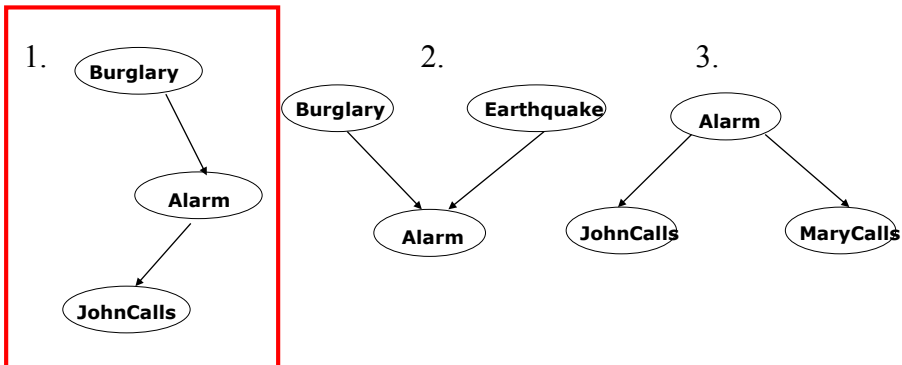 1.
Burglary
Alarm
JohnCalls
2.
Burglary
Earthquake
Alarm
3.
Alarm
JohnCalls
MaryCalls